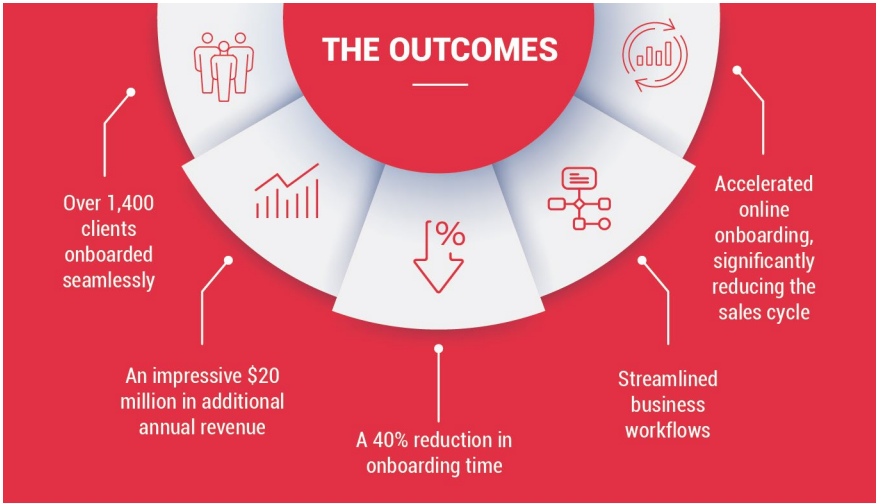 THE OUTCOMES
Over 1,400
clients
onboarded
seamlessly
An impressive $20
million in additional
annual revenue
%
A 40% reduction in
onboarding time
Streamlined
business
workflows
Accelerated
online
onboarding,
significantly
reducing the
sales cycle